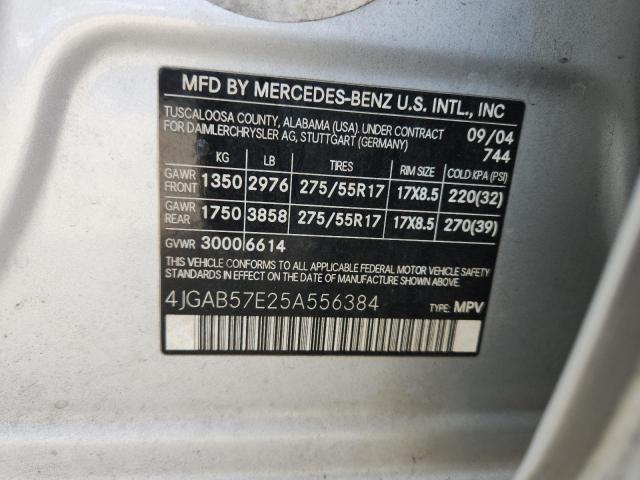 MFD BY MERCEDES-BENZ U.S. INTL., INC
TUSCALOOSA COUNTY, ALABAMA (USA). UNDER CONTRACT 09/04
FOR DAIMLERCHRYSLER AG, STUTTGART (GERMANY) 744
KG LB TIRES RIM SIZE COLD KPA (PSI)
GAWR FRONT 1350 2976 275/55R17 17X8.5 220(32)
GAWR REAR 1750 3858 275/55R17 17X8.5 270(39)
GVWR 3000 6614
THIS VEHICLE CONFORMS TO ALL APPLICABLE FEDERAL MOTOR VEHICLE SAFETY
STANDARDS IN EFFECT ON THE DATE OF MANUFACTURE SHOWN ABOVE.
4JGAB57E25A556384 TYPE: MPV